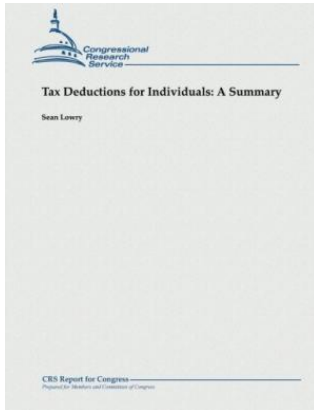 Congressional
Research
Service
Tax Deductions for Individuals: A Summary
Sean Lowry
CRS Report for Congress
Prepared for Members and Committees of Congress